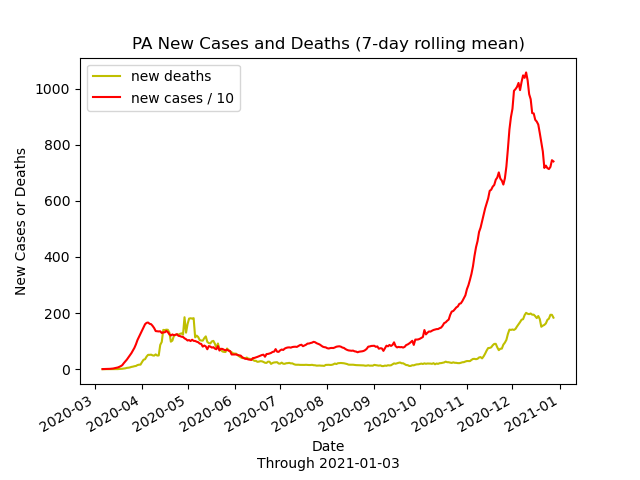 PA New Cases and Deaths (7-day rolling mean)
new deaths
new cases / 10
1000
800
600
400
200
0
New Cases or Deaths
2020-03
2020-04
2020-05
2020-06
2020-07
2020-08
2020-09
2020-10
2020-11
2020-12
2021-01
Date
Through 2021-01-03